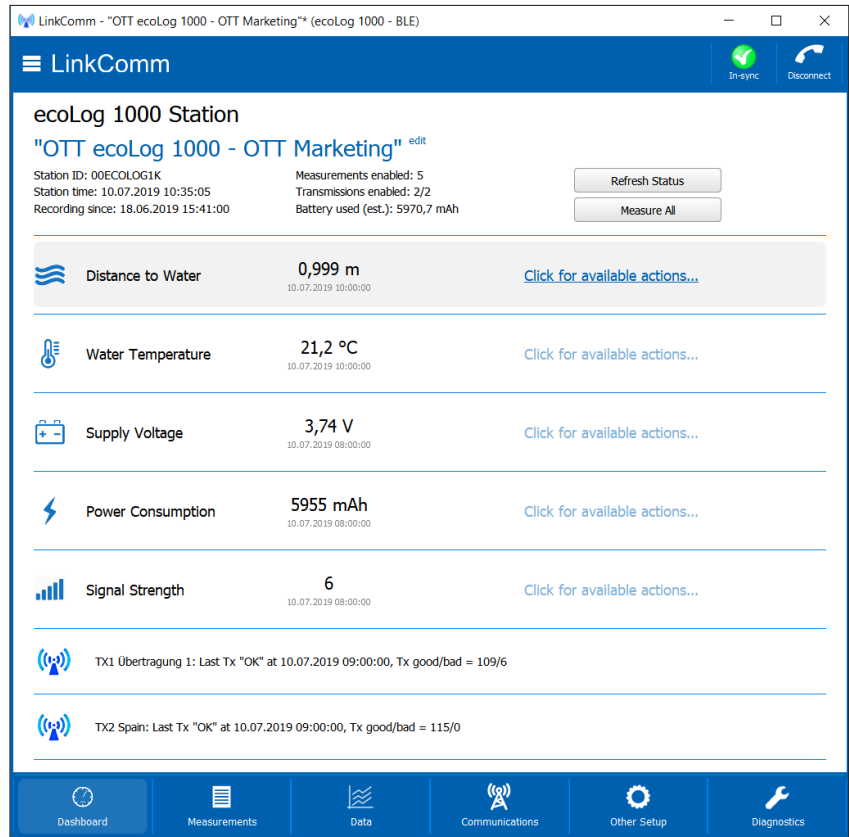 LinkComm - "OTT ecoLog 1000 - OTT Marketing"* (ecoLog 1000 - BLE)
LinkComm
In-sync
Disconnect
ecoLog 1000 Station
"OTT ecoLog 1000 - OTT Marketing" edit
Station ID: 00ECOLOG1K
Measurements enabled: 5
Station time: 10.07.2019 10:35:05
Transmissions enabled: 2/2
Recording since: 18.06.2019 15:41:00
Battery used (est.): 5970,7 mAh
Refresh Status
Measure All
Distance to Water
0,999 m
10.07.2019 10:00:00
Click for available actions...
Water Temperature
21,2 °C
10.07.2019 10:00:00
Click for available actions...
Supply Voltage
3,74 V
10.07.2019 08:00:00
Click for available actions...
Power Consumption
5955 mAh
10.07.2019 08:00:00
Click for available actions...
Signal Strength
6
10.07.2019 08:00:00
Click for available actions...
TX1 Übertragung 1: Last Tx "OK" at 10.07.2019 09:00:00, Tx good/bad = 109/6
TX2 Spain: Last Tx "OK" at 10.07.2019 09:00:00, Tx good/bad = 115/0
Dashboard
Measurements
Data
Communications
Other Setup
Diagnostics